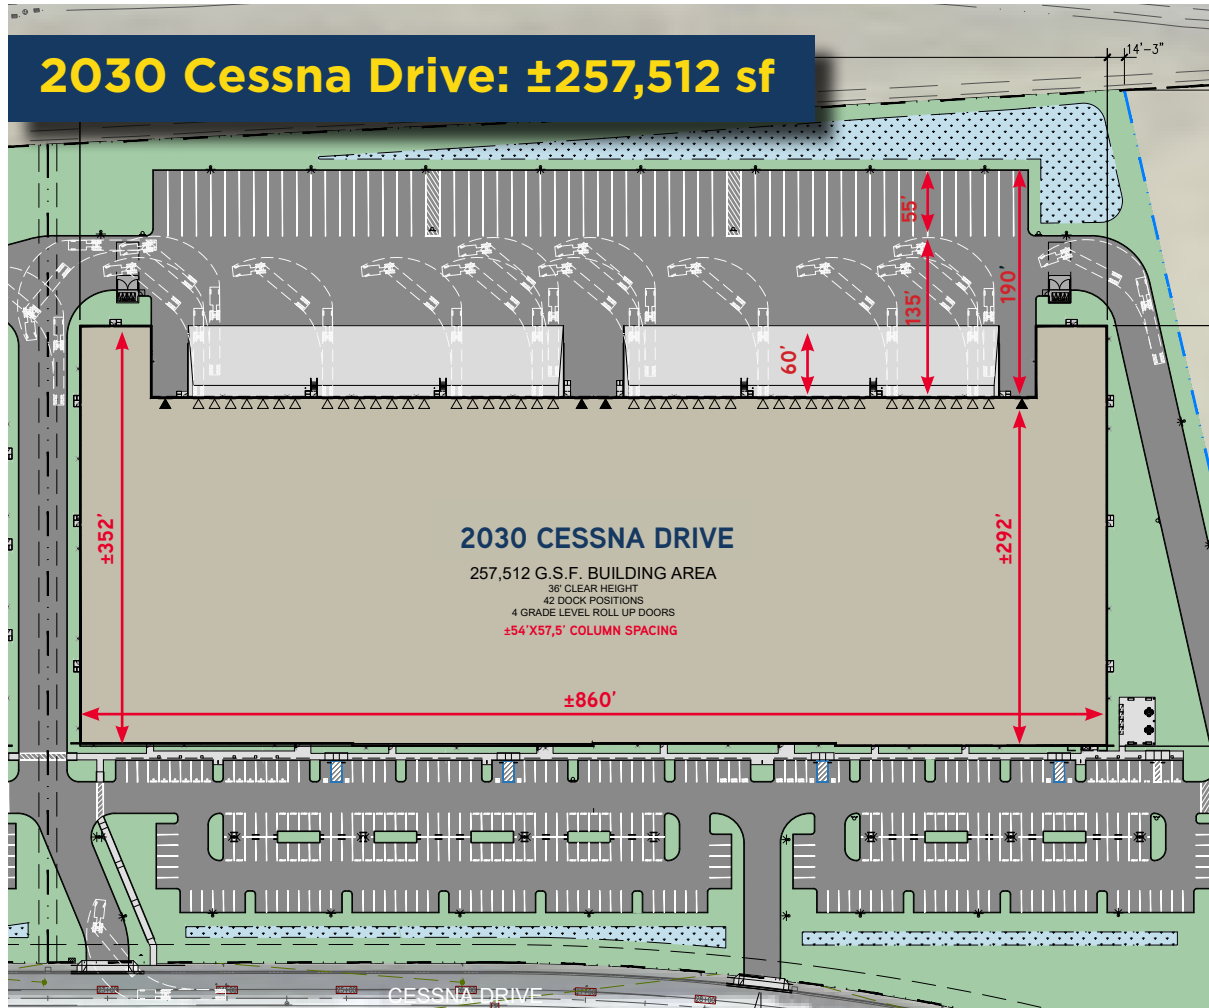 14'-3"
2030 Cessna Drive: ±257,512 sf
55'
190'
135'
60'
±352'
±292'
2030 CESSNA DRIVE
257,512 G.S.F. BUILDING AREA
36' CLEAR HEIGHT
42 DOCK POSITIONS
4 GRADE LEVEL ROLL UP DOORS
±54'X57,5' COLUMN SPACING
±860'
CESSNA DRIVE